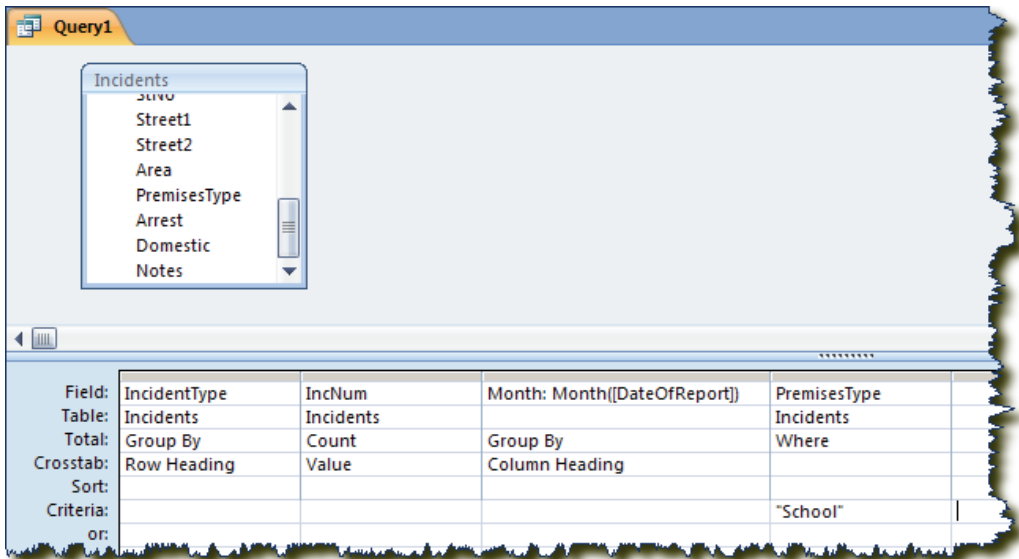 Query1
Incidents
StNo
Street1
Street2
Area
PremisesType
Arrest
Domestic
Notes
Field: IncidentType IncNum Month: Month([DateOfReport]) PremisesType
Table: Incidents Incidents Incidents
Total: Group By Count Group By Where
Crosstab: Row Heading Value Column Heading
Sort:
Criteria: "School"
or: